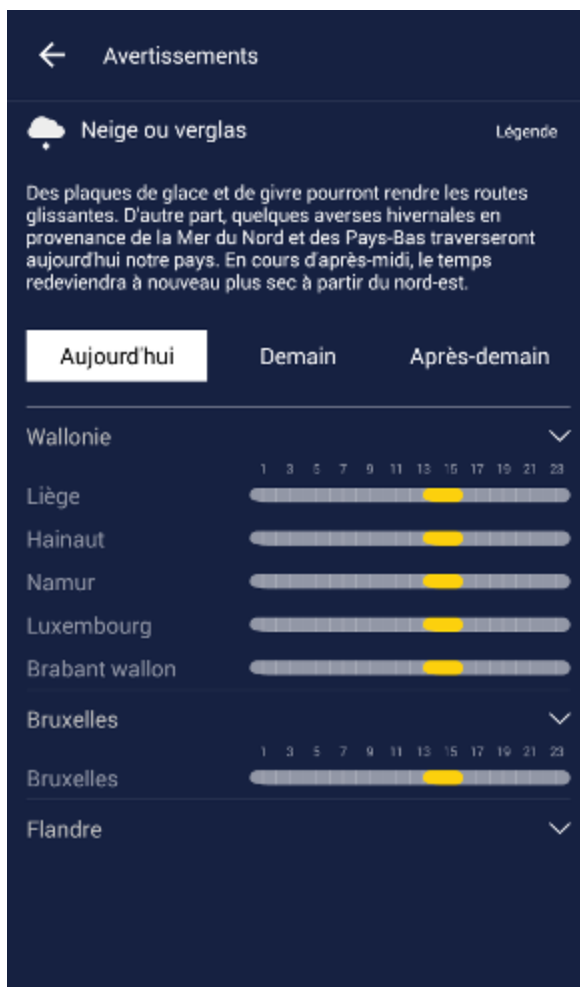 Avertissements
Neige ou verglas
Légende
Des plaques de glace et de givre pourront rendre les routes
glissantes. D'autre part, quelques averses hivernales en
provenance de la Mer du Nord et des Pays-Bas traverseront
aujourd'hui notre pays. En cours d'après-midi, le temps
redeviendra à nouveau plus sec à partir du nord-est.
Aujourd'hui Demain Après-demain
Wallonie
1 3 5 7 9 11 13 15 17 19 21 23
Liège
Hainaut
Namur
Luxembourg
Brabant wallon
Bruxelles
1 3 5 7 9 11 13 15 17 19 21 23
Bruxelles
Flandre